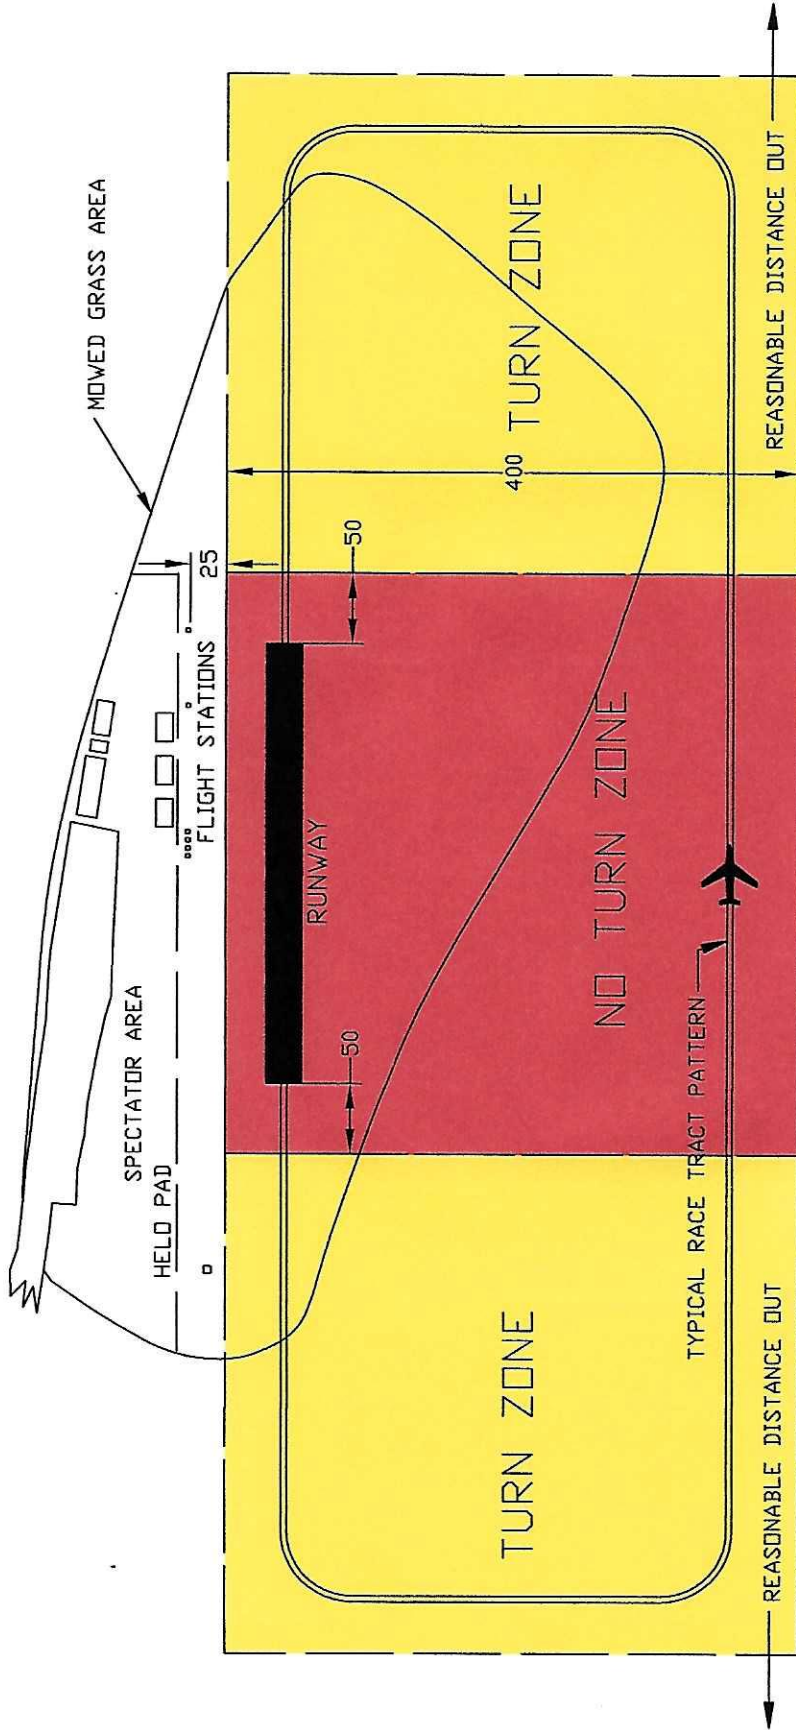 MOWED GRASS AREA
SPECTATOR AREA
HELO PAD
FLIGHT STATIONS
25
50
50
RUNWAY
400
TURN ZONE
NO TURN ZONE
TURN ZONE
TYPICAL RACE TRACT PATTERN
REASONABLE DISTANCE OUT
REASONABLE DISTANCE OUT